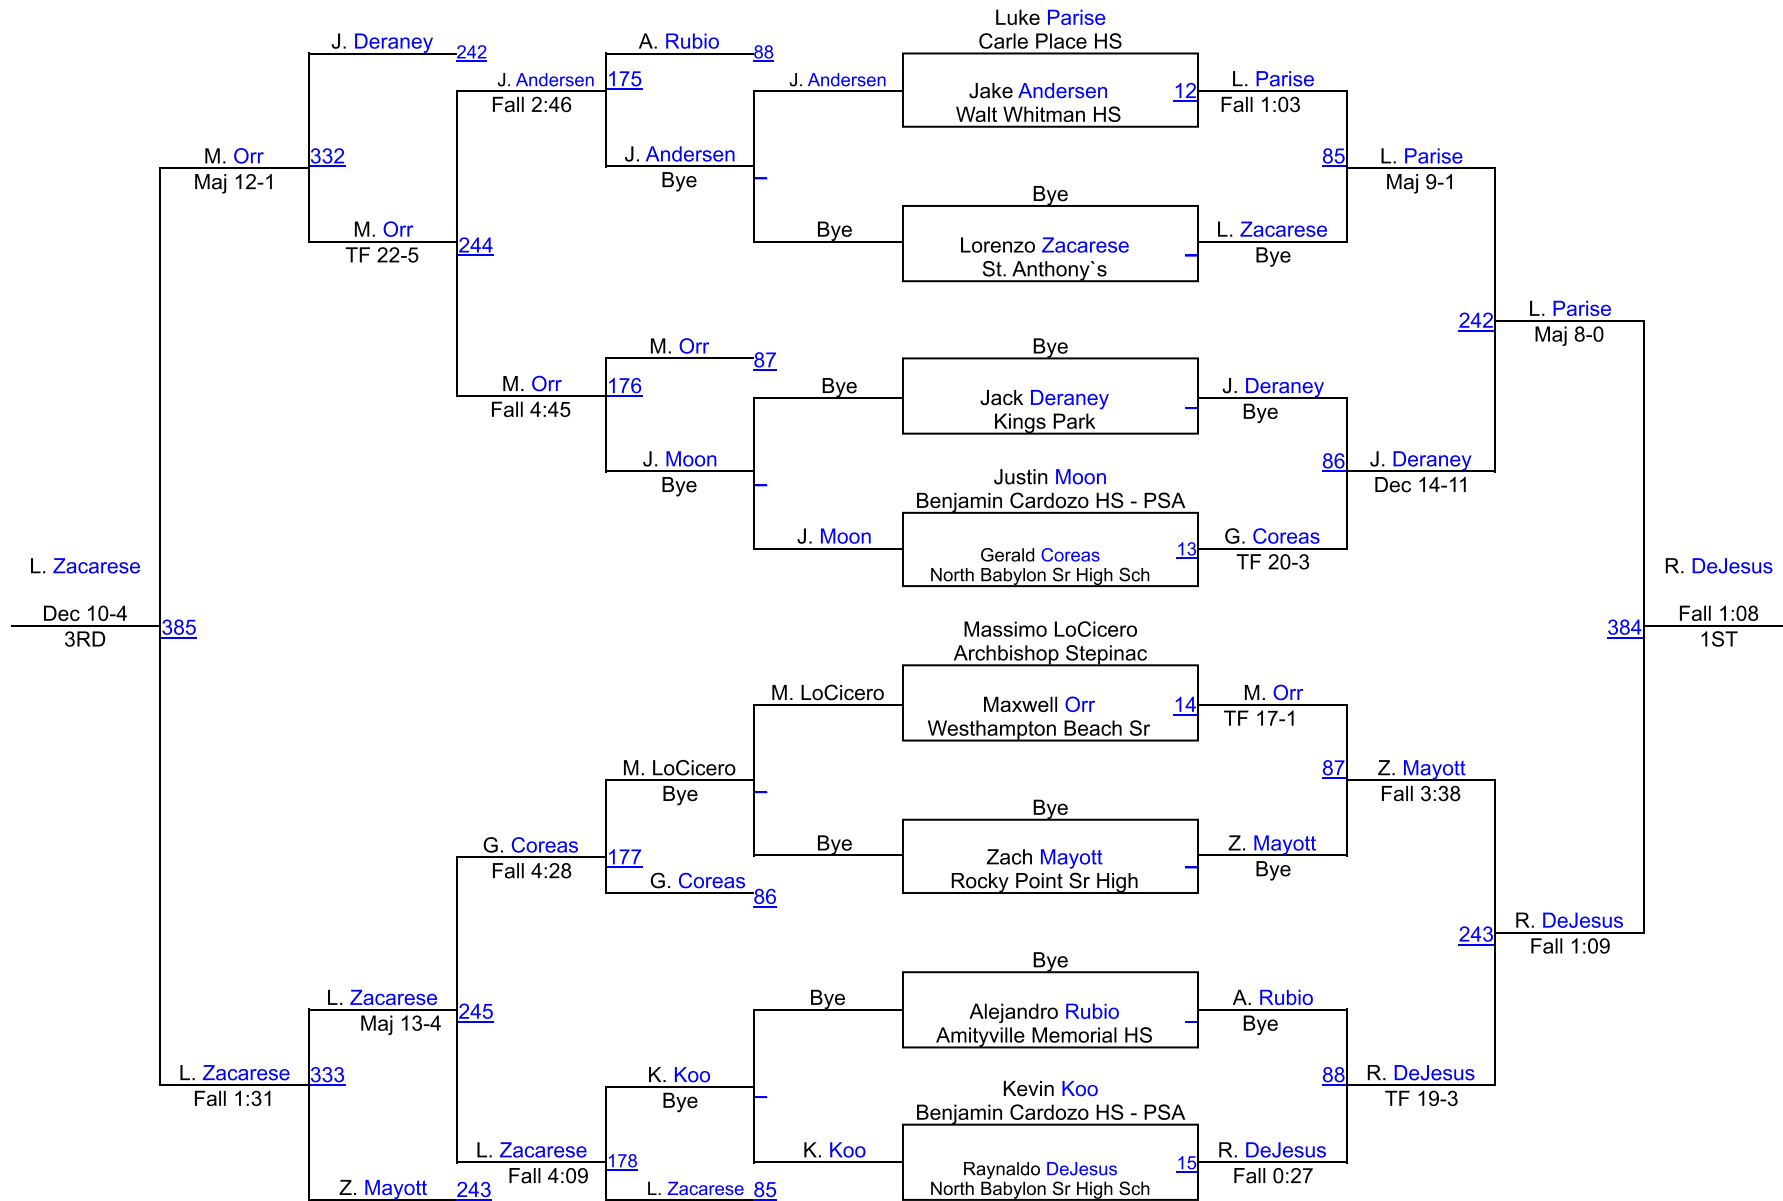 Luke Parise
Carle Place HS
J. Deraney 242
A. Rubio 88
J. Andersen 175
Fall 2:46
J. Andersen
Jake Andersen 12
Walt Whitman HS
L. Parise
Fall 1:03
M. Orr 332
Maj 12-1
J. Andersen
Bye
85 L. Parise
Maj 9-1
Bye
M. Orr 244
TF 22-5
Bye
Lorenzo Zacarese
St. Anthony`s
L. Zacarese
Bye
242 L. Parise
Maj 8-0
M. Orr 87
Bye
M. Orr 176
Fall 4:45
Bye
Jack Deraney
Kings Park
J. Deraney
Bye
J. Moon
Bye
86 J. Deraney
Dec 14-11
Justin Moon
Benjamin Cardozo HS - PSA
J. Moon
Gerald Coreas 13
North Babylon Sr High Sch
G. Coreas
TF 20-3
L. Zacarese
Dec 10-4
3RD
385
R. DeJesus
384
Fall 1:08
1ST
Massimo LoCicero
Archbishop Stepinac
M. LoCicero
Maxwell Orr 14
Westhampton Beach Sr
M. Orr
TF 17-1
M. LoCicero
Bye
87 Z. Mayott
Fall 3:38
Bye
G. Coreas 177
Fall 4:28
Bye
Zach Mayott
Rocky Point Sr High
Z. Mayott
Bye
G. Coreas 86
243 R. DeJesus
Fall 1:09
Bye
L. Zacarese 245
Maj 13-4
Bye
Alejandro Rubio
Amityville Memorial HS
A. Rubio
Bye
L. Zacarese 333
Fall 1:31
K. Koo
Bye
88 R. DeJesus
TF 19-3
Kevin Koo
Benjamin Cardozo HS - PSA
L. Zacarese 178
Fall 4:09
K. Koo
Raynaldo DeJesus 15
North Babylon Sr High Sch
R. DeJesus
Fall 0:27
Z. Mayott 243
L. Zacarese 85